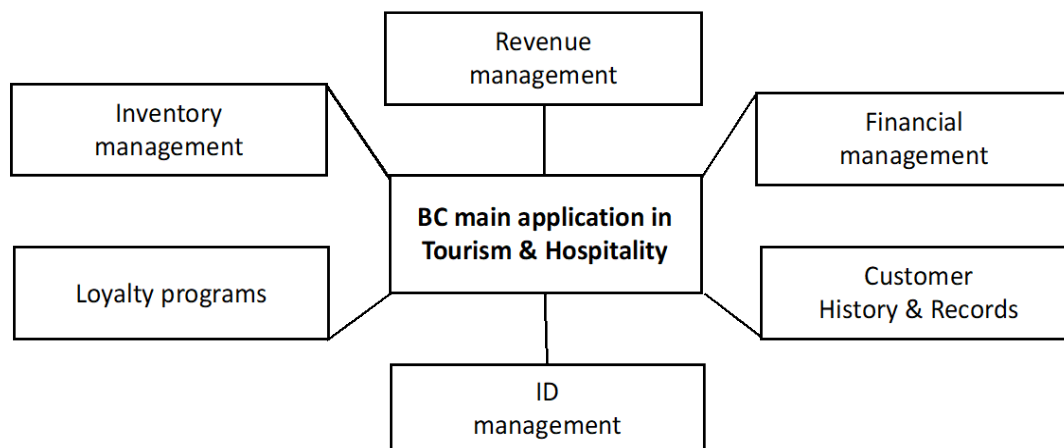 Revenue
management
Inventory
management
Financial
management
BC main application in
Tourism & Hospitality
Loyalty programs
Customer
History & Records
ID
management